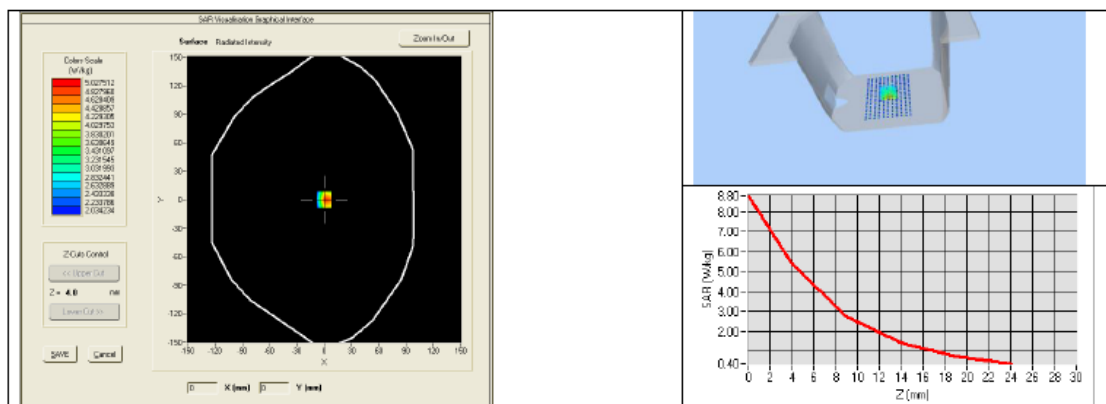 SAR Visualisation Graphical Interface
Surface Radiated Intensity
Zoom In/Out
Colors Scale
(W/kg)
5.027512
4.827960
4.628408
4.428857
4.229305
4.029753
3.830201
3.630649
3.431097
3.231545
3.031993
2.832441
2.632889
2.433338
2.233786
2.034234
150
120
90
60
30
0
-30
-60
-90
-120
-150
Y
-150 -120 -90 -60 -30 0 30 60 90 120 150
X
Z-Cuts Control
<< Upper Cut
Z = 4.0 mm
Lower Cut >>
SAVE Cancel
0 X (mm) 0 Y (mm)
8.80
8.00
7.00
6.00
5.00
4.00
3.00
2.00
0.40
SAR (W/kg)
0 2 4 6 8 10 12 14 16 18 20 22 24 26 28 30
Z (mm)